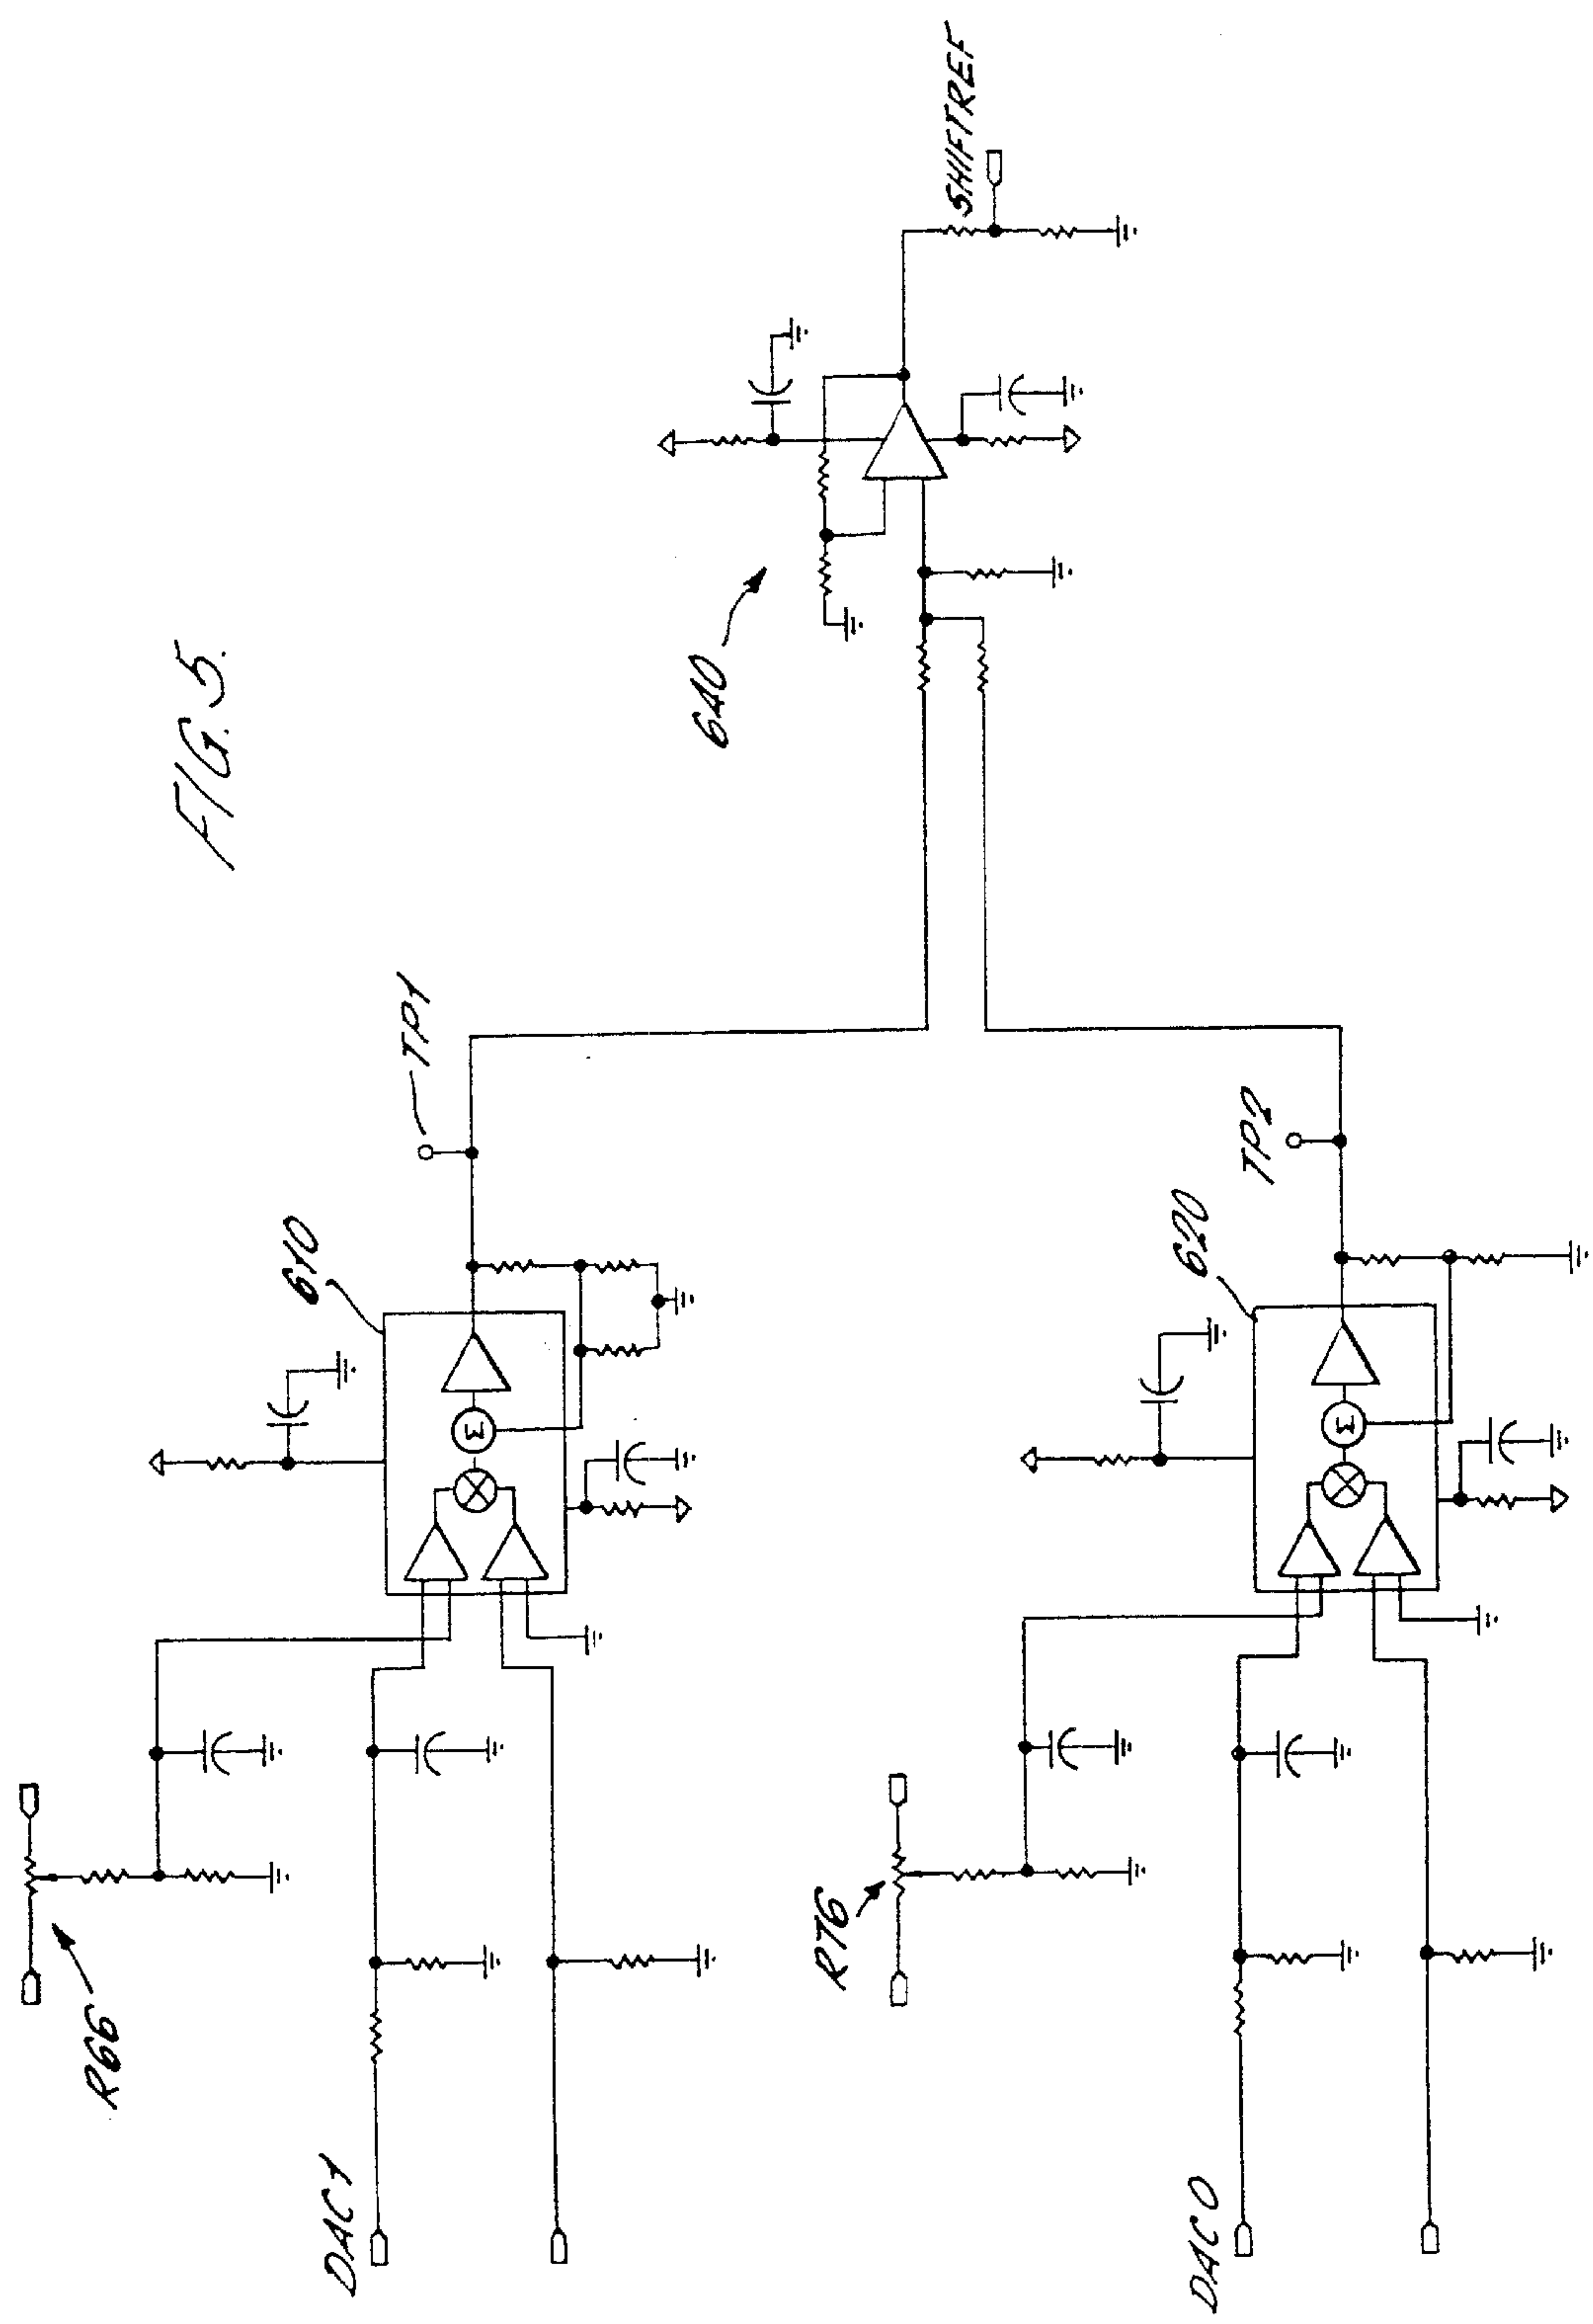 FIG. 5.
R66
DAC1
610
Σ
TP1
640
SHIFTREF
R76
DAC0
620
Σ
TP2